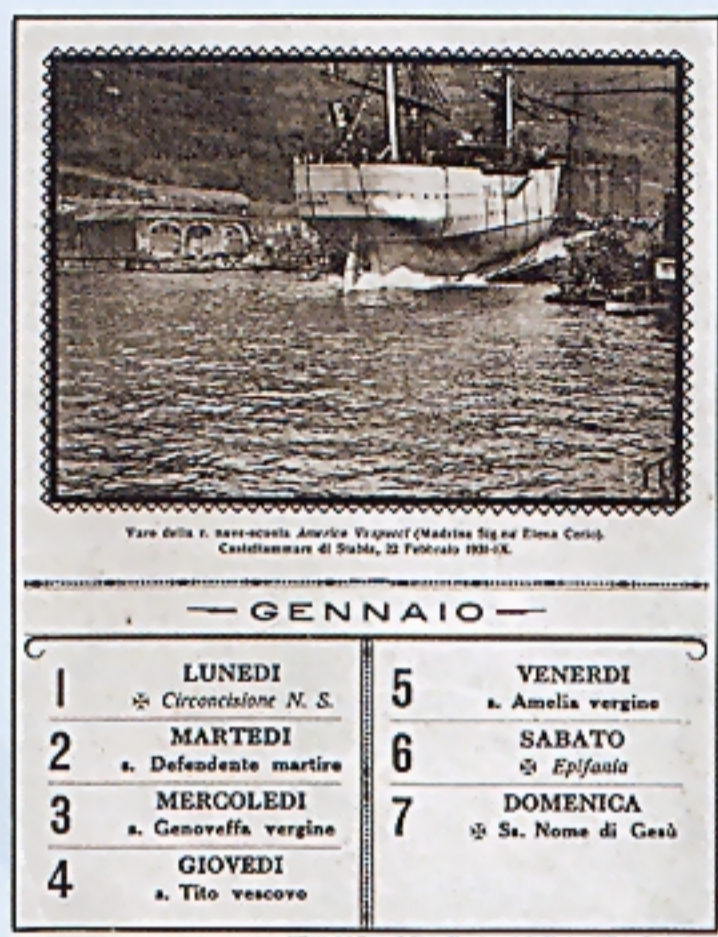 Varo della r. nave-scuola Americo Vespucci (Madrina Sig.na Elena Cerio).
Castellammare di Stabia, 22 Febbraio 1931-IX.
GENNAIO
1 LUNEDI
✠ Circoncisione N. S.
2 MARTEDI
s. Defendente martire
3 MERCOLEDI
s. Genoveffa vergine
4 GIOVEDI
s. Tito vescovo
5 VENERDI
s. Amelia vergine
6 SABATO
✠ Epifania
7 DOMENICA
✠ Ss. Nome di Gesù